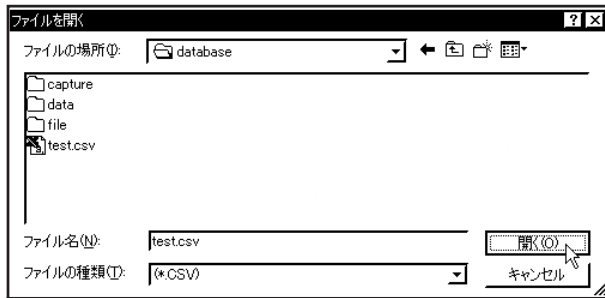 ファイルを開く
ファイルの場所(I): database
capture
data
file
test.csv
ファイル名(N): test.csv 開く(O)
ファイルの種類(T): (*.CSV) キャンセル